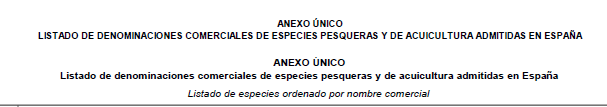 ANEXO ÚNICO
LISTADO DE DENOMINACIONES COMERCIALES DE ESPECIES PESQUERAS Y DE ACUICULTURA ADMITIDAS EN ESPAÑA
ANEXO ÚNICO
Listado de denominaciones comerciales de especies pesqueras y de acuicultura admitidas en España
Listado de especies ordenado por nombre comercial